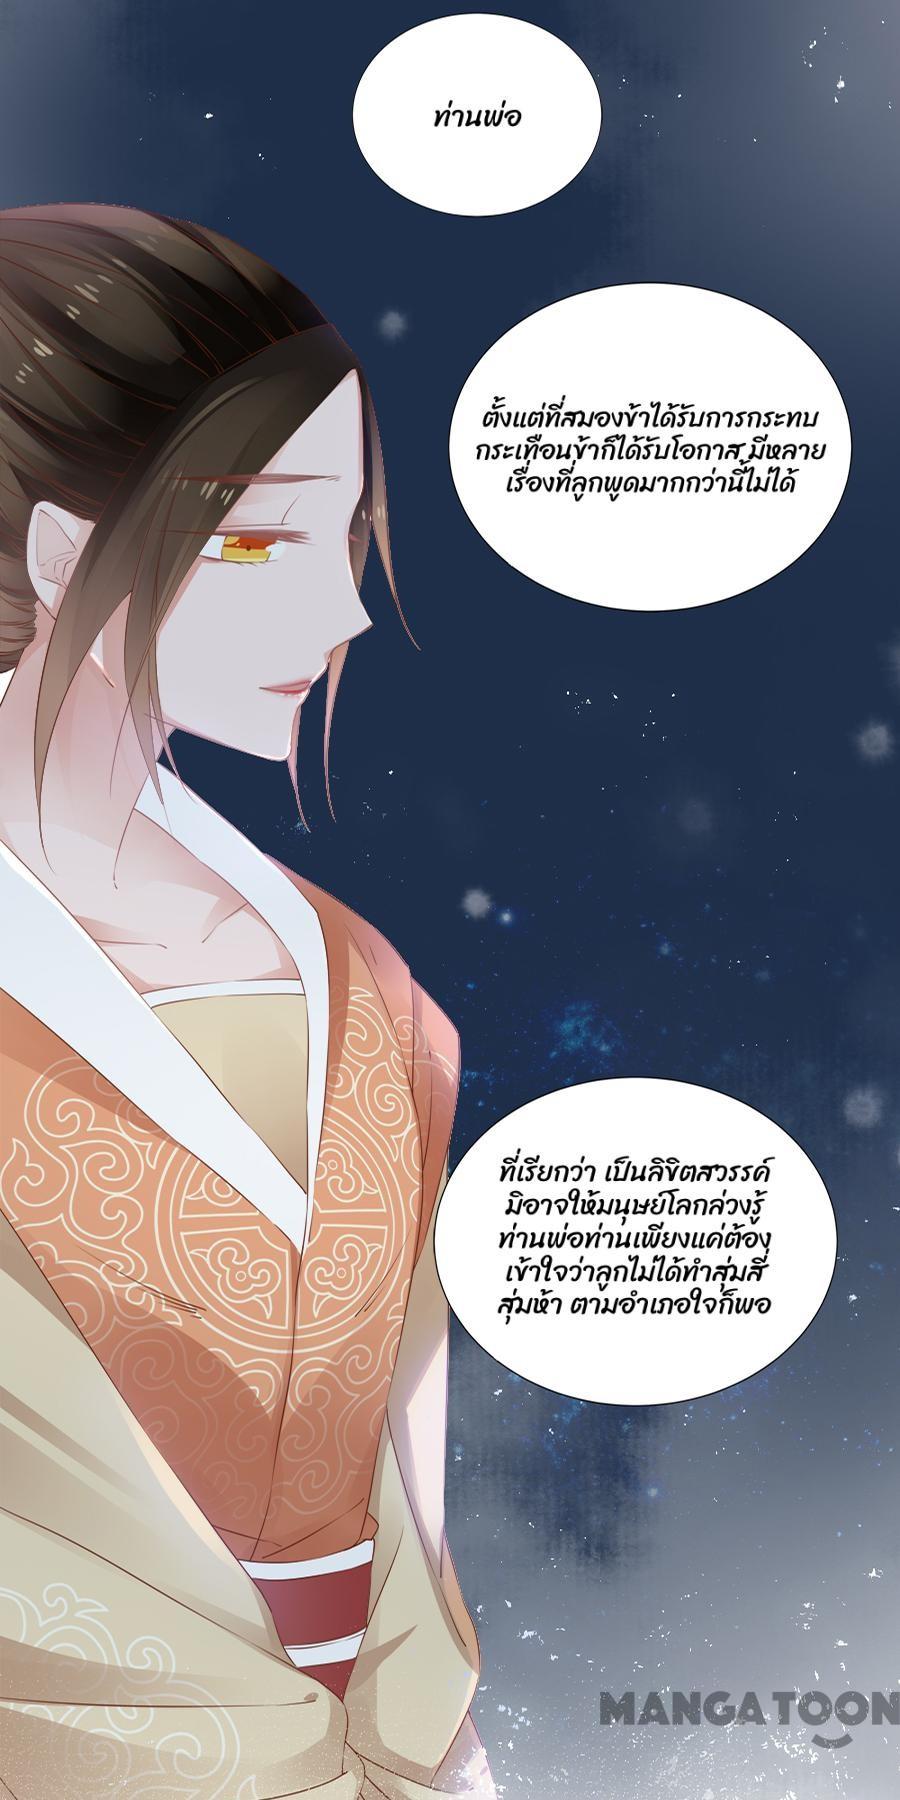 ท่านพ่อ
ตั้งแต่ที่สมองข้าได้รับการกระทบ
กระเทือนข้าก็ได้รับโอกาส มีหลาย
เรื่องที่ลูกพูดมากกว่านี้ไม่ได้
ที่เรียกว่า เป็นลิขิตสวรรค์
มิอาจให้มนุษย์โลกล่วงรู้
ท่านพ่อท่านเพียงแค่ต้อง
เข้าใจว่าลูกไม่ได้ทำสุ่มสี่
สุ่มห้า ตามอำเภอใจก็พอ
MANGATOON